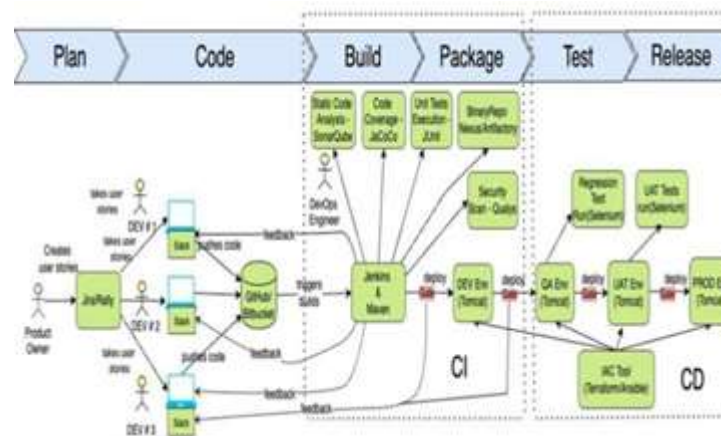 Plan
Code
Build
Package
Test
Release
Static Code
Analysis -
SonarQube
Code
Coverage -
JaCoCo
Unit Tests
Execution -
JUnit
BinaryRepo
Nexus/Artifactory
Security
Scan - Qualys
DevOps
Engineer
Regression
Test
Run(Selenium)
UAT Tests
run(Selenium)
takes user
stories
DEV # 1
takes user
stories
Creates
user stories
Product
Owner
Jira/Rally
DEV # 2
takes user
stories
DEV # 3
Slack
Slack
Slack
pushes code
pushes code
GitHub/
Bitbucket
triggers
builds
feedback
feedback
feedback
feedback
Jenkins
&
Maven
deploy
Gate
DEV Env
(Tomcat)
deploy
Gate
QA Env
(Tomcat)
deploy
Gate
UAT Env
(Tomcat)
deploy
Gate
PROD E
(Tomc
IAC Tool
(Terraform/Ansible)
CI
CD